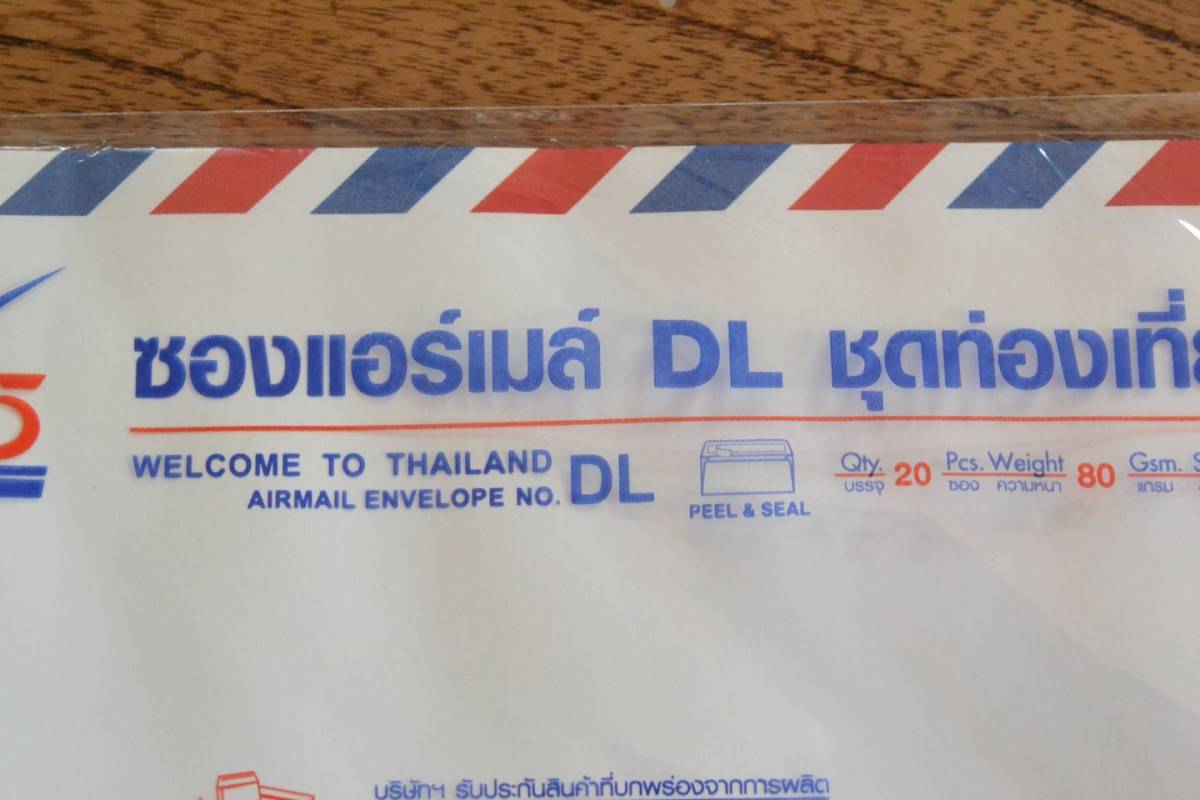 ซองแอร์เมล์ DL ชุดท่องเที่
WELCOME TO THAILAND
AIRMAIL ENVELOPE NO. DL
PEEL & SEAL
Qty. 20 Pcs. Weight 80 Gsm. S
บรรจุ ซอง ความหนา แกรม
บริษัทฯ รับประกันสินค้าที่บกพร่องจากการผลิต